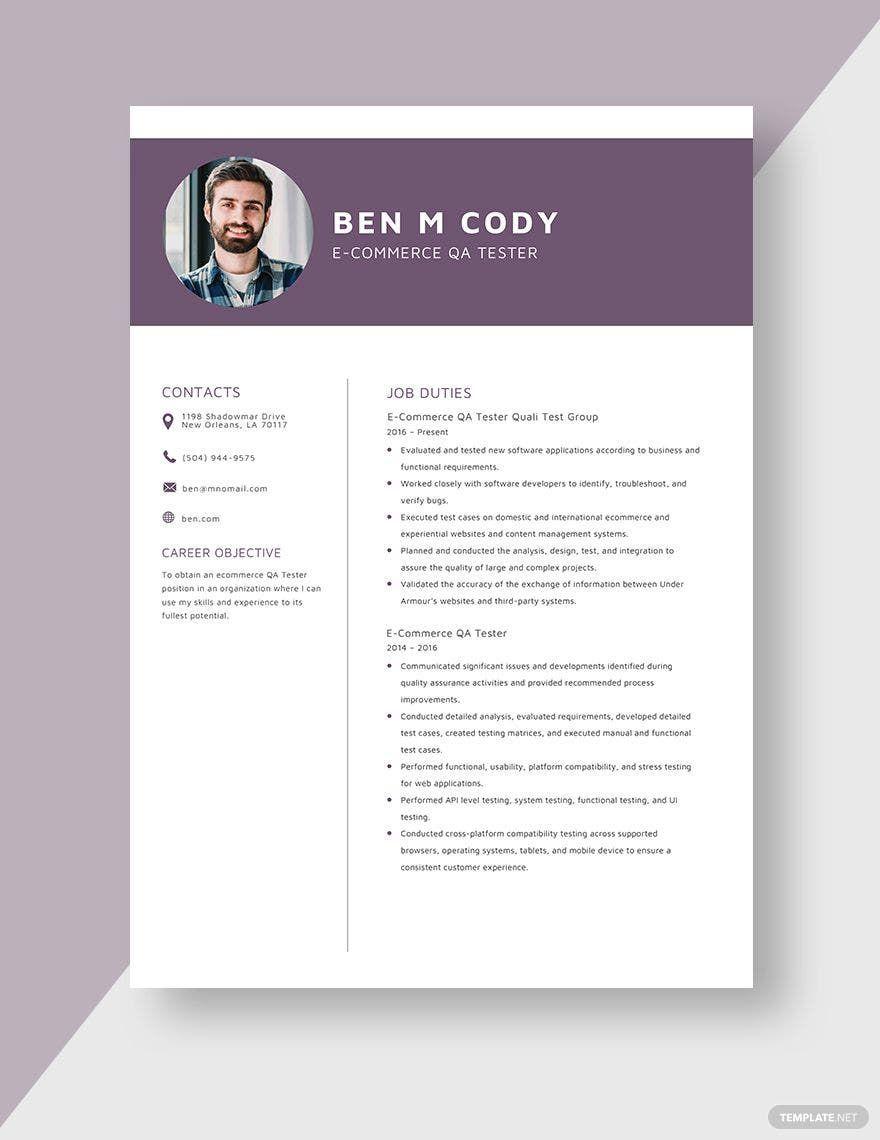 BEN M CODY
E-COMMERCE QA TESTER
CONTACTS
1198 Shadowmar Drive
New Orleans, LA 70117
(504) 944-9575
ben@mnomail.com
ben.com
CAREER OBJECTIVE
To obtain an ecommerce QA Tester
position in an organization where I can
use my skills and experience to its
fullest potential.
JOB DUTIES
E-Commerce QA Tester Quali Test Group
2016 – Present
Evaluated and tested new software applications according to business and
functional requirements.
Worked closely with software developers to identify, troubleshoot, and
verify bugs.
Executed test cases on domestic and international ecommerce and
experiential websites and content management systems.
Planned and conducted the analysis, design, test, and integration to
assure the quality of large and complex projects.
Validated the accuracy of the exchange of information between Under
Armour's websites and third-party systems.
E-Commerce QA Tester
2014 – 2016
Communicated significant issues and developments identified during
quality assurance activities and provided recommended process
improvements.
Conducted detailed analysis, evaluated requirements, developed detailed
test cases, created testing matrices, and executed manual and functional
test cases.
Performed functional, usability, platform compatibility, and stress testing
for web applications.
Performed API level testing, system testing, functional testing, and UI
testing.
Conducted cross-platform compatibility testing across supported
browsers, operating systems, tablets, and mobile device to ensure a
consistent customer experience.
TEMPLATE.NET